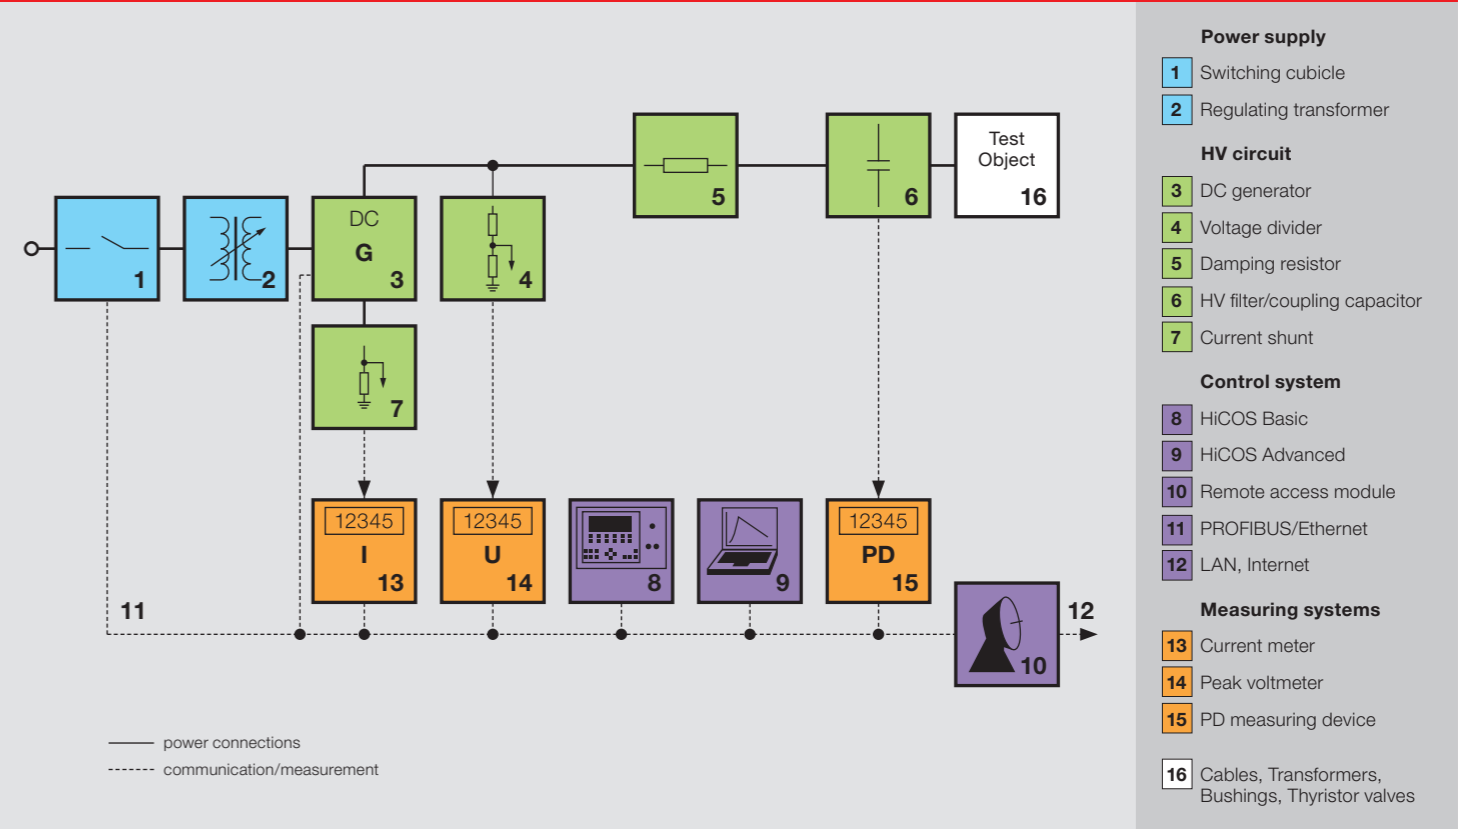 DC
G
3
1
2
4
5
6
Test
Object
16
7
12345
I
13
12345
U
14
8
9
12345
PD
15
10
11
12
power connections
communication/measurement
Power supply
1 Switching cubicle
2 Regulating transformer
HV circuit
3 DC generator
4 Voltage divider
5 Damping resistor
6 HV filter/coupling capacitor
7 Current shunt
Control system
8 HiCOS Basic
9 HiCOS Advanced
10 Remote access module
11 PROFIBUS/Ethernet
12 LAN, Internet
Measuring systems
13 Current meter
14 Peak voltmeter
15 PD measuring device
16 Cables, Transformers,
Bushings, Thyristor valves